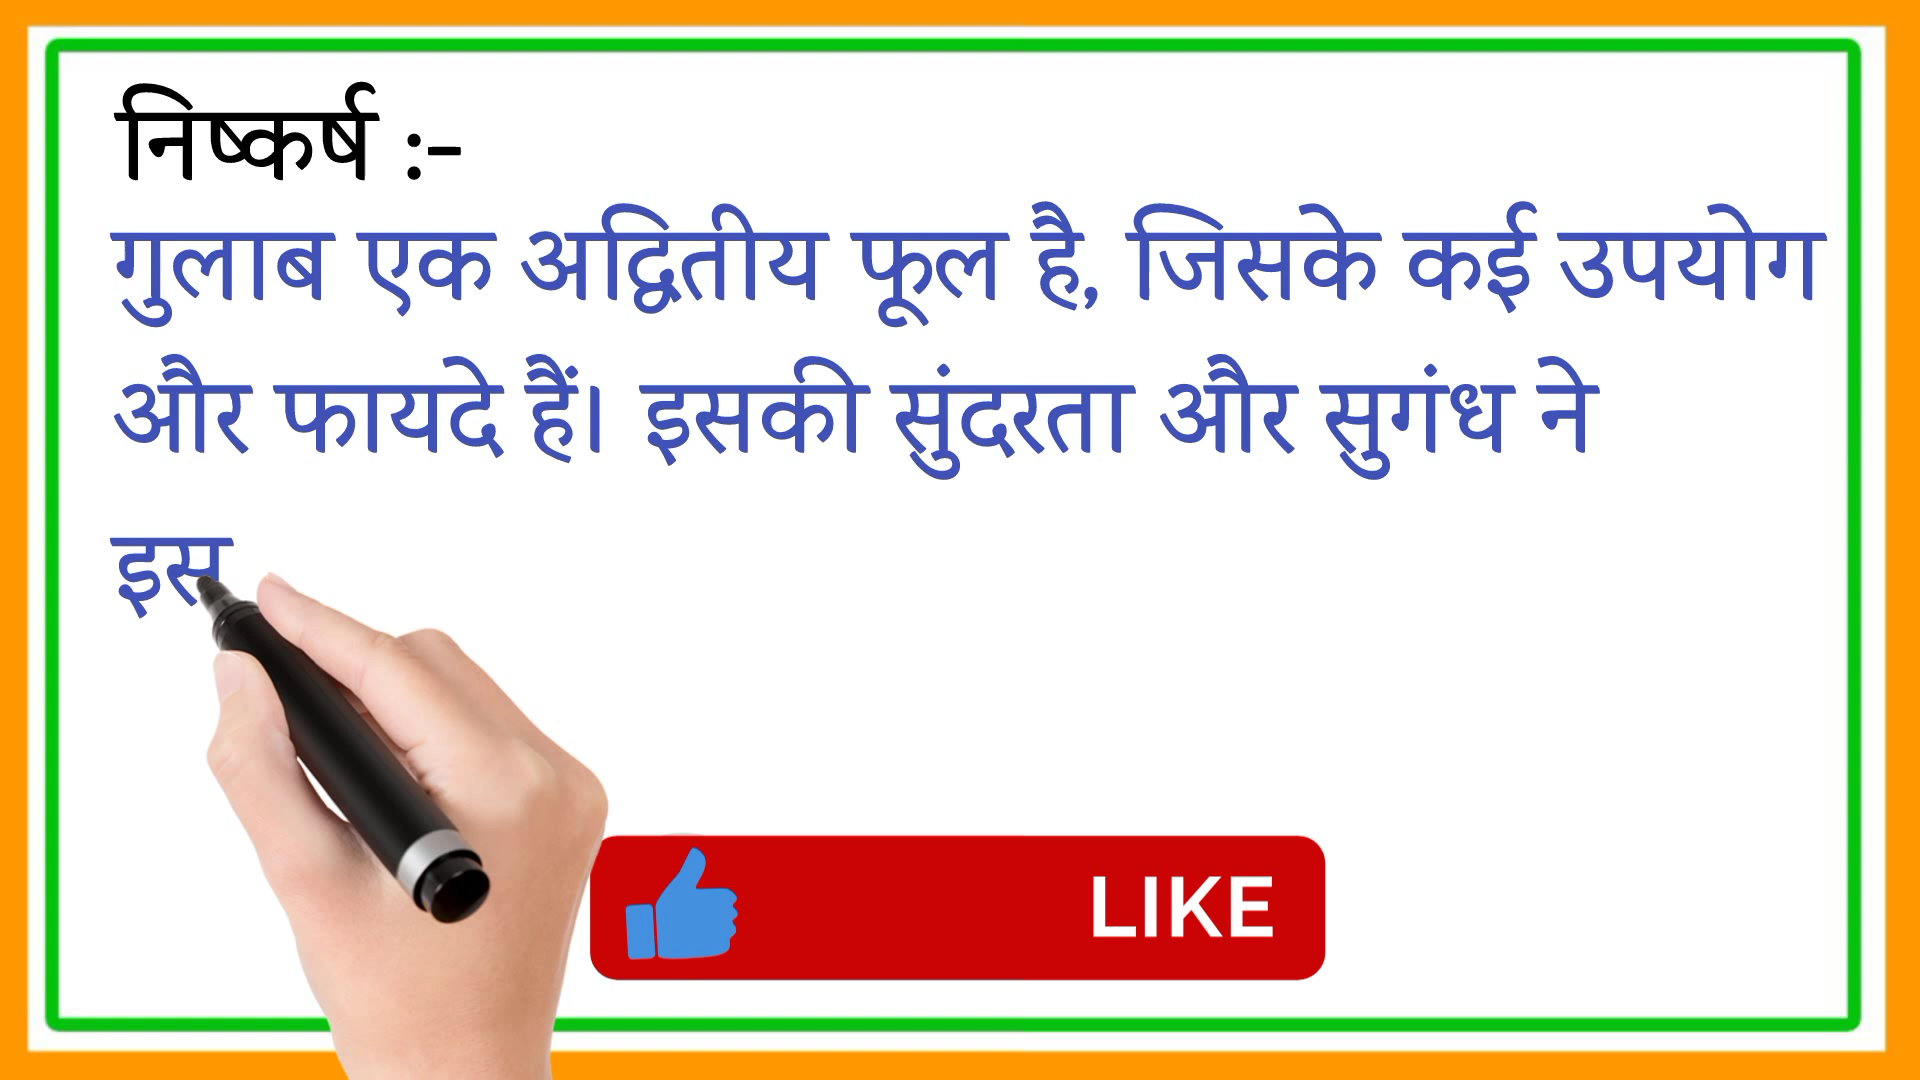 निष्कर्ष :-
गुलाब एक अद्वितीय फूल है, जिसके कई उपयोग
और फायदे हैं। इसकी सुंदरता और सुगंध ने
इस
LIKE